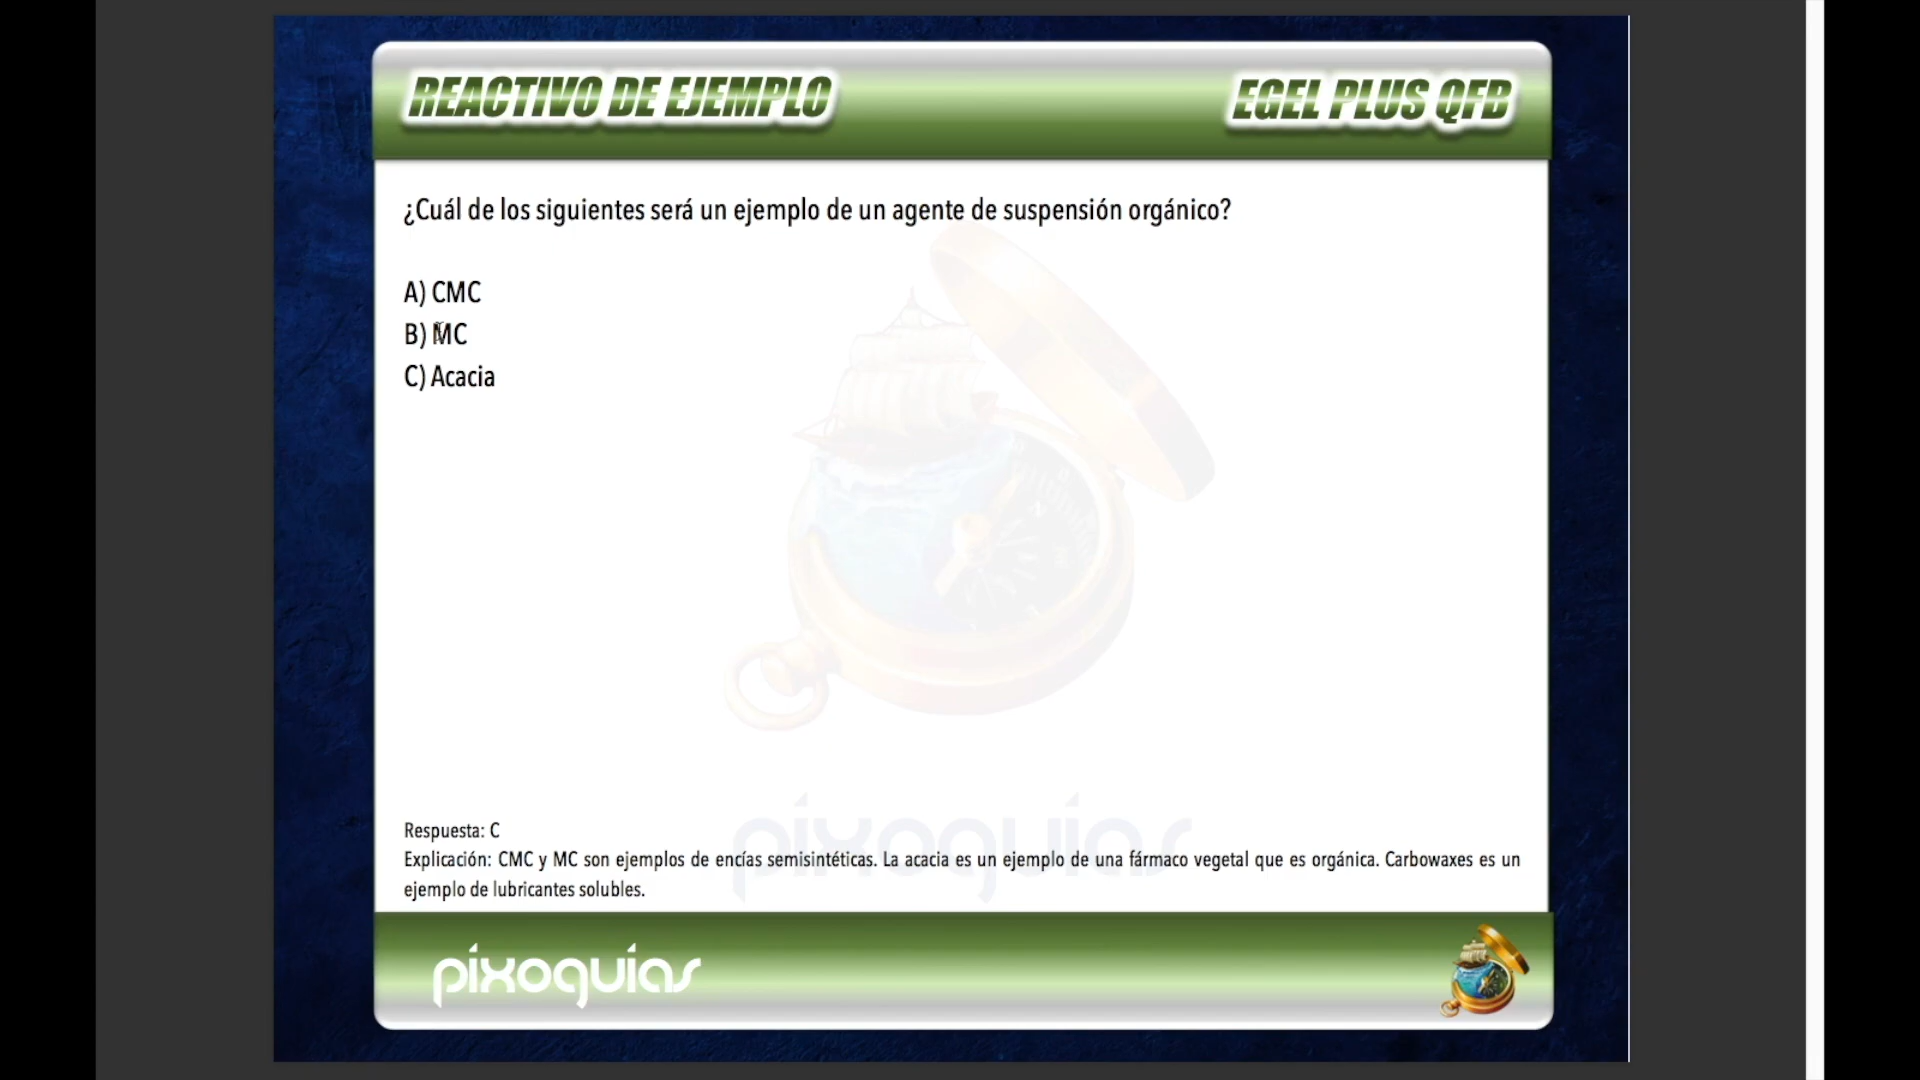 REACTIVO DE EJEMPLO
EGEL PLUS QFB
¿Cuál de los siguientes será un ejemplo de un agente de suspensión orgánico?
A) CMC
B) MC
C) Acacia
Respuesta: C
Explicación: CMC y MC son ejemplos de encías semisintéticas. La acacia es un ejemplo de una fármaco vegetal que es orgánica. Carbowaxes es un
ejemplo de lubricantes solubles.
pixoguías
pixoguías